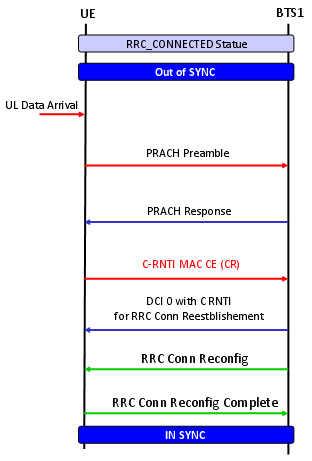 UE
BTS1
RRC_CONNECTED Statue
Out of SYNC
UL Data Arrival
PRACH Preamble
PRACH Response
C-RNTI MAC CE (CR)
DCI 0 with CRNTI
for RRC Conn Reestblishement
RRC Conn Reconfig
RRC Conn Reconfig Complete
IN SYNC